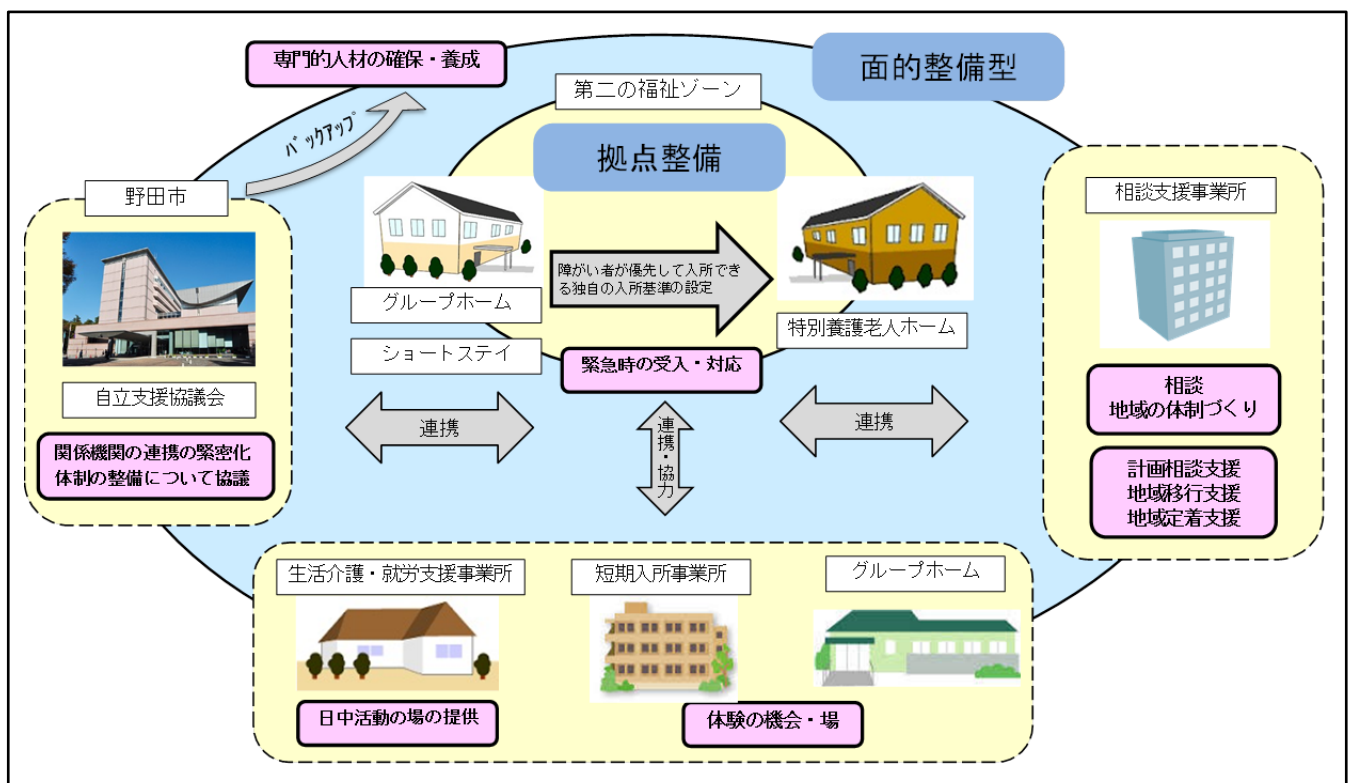 専門的人材の確保・養成
面的整備型
第二の福祉ゾーン
バックアップ
拠点整備
野田市
相談支援事業所
障がい者が優先して入所でき
る独自の入所基準の設定
グループホーム
特別養護老人ホーム
ショートステイ
緊急時の受入・対応
自立支援協議会
相談
地域の体制づくり
連携
連携・協力
連携
関係機関の連携の緊密化
体制の整備について協議
計画相談支援
地域移行支援
地域定着支援
生活介護・就労支援事業所
短期入所事業所
グループホーム
日中活動の場の提供
体験の機会・場